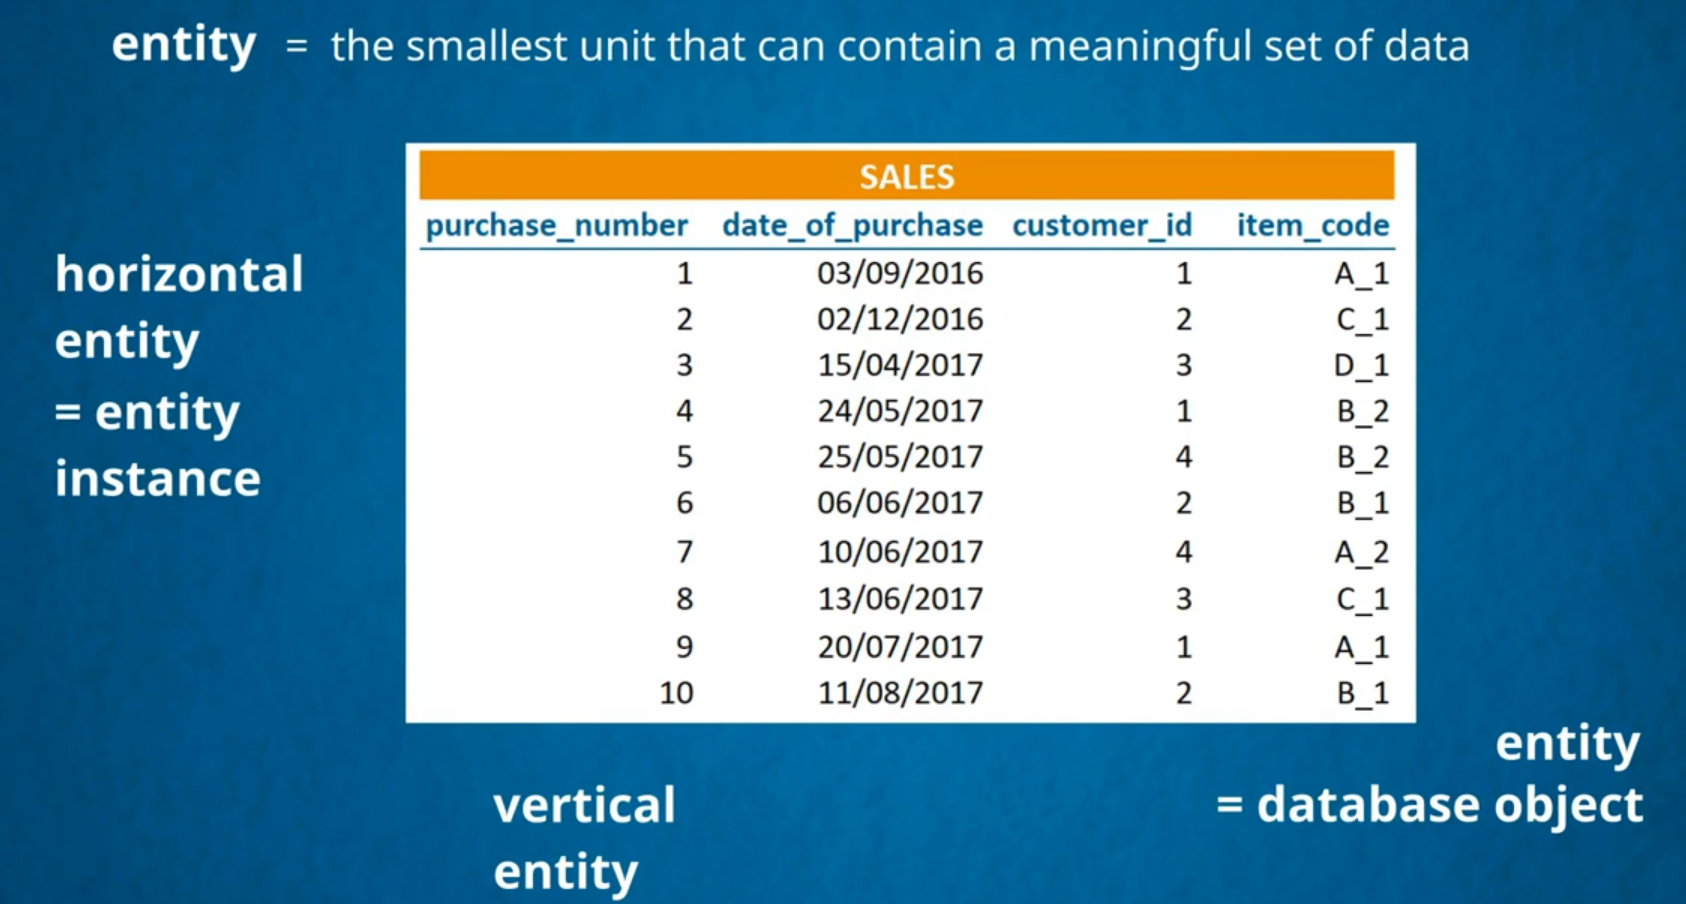 entity = the smallest unit that can contain a meaningful set of data
SALES
purchase_number date_of_purchase customer_id item_code
1 03/09/2016 1 A_1
2 02/12/2016 2 C_1
3 15/04/2017 3 D_1
4 24/05/2017 1 B_2
5 25/05/2017 4 B_2
6 06/06/2017 2 B_1
7 10/06/2017 4 A_2
8 13/06/2017 3 C_1
9 20/07/2017 1 A_1
10 11/08/2017 2 B_1
horizontal
entity
= entity
instance
vertical
entity
entity
= database object